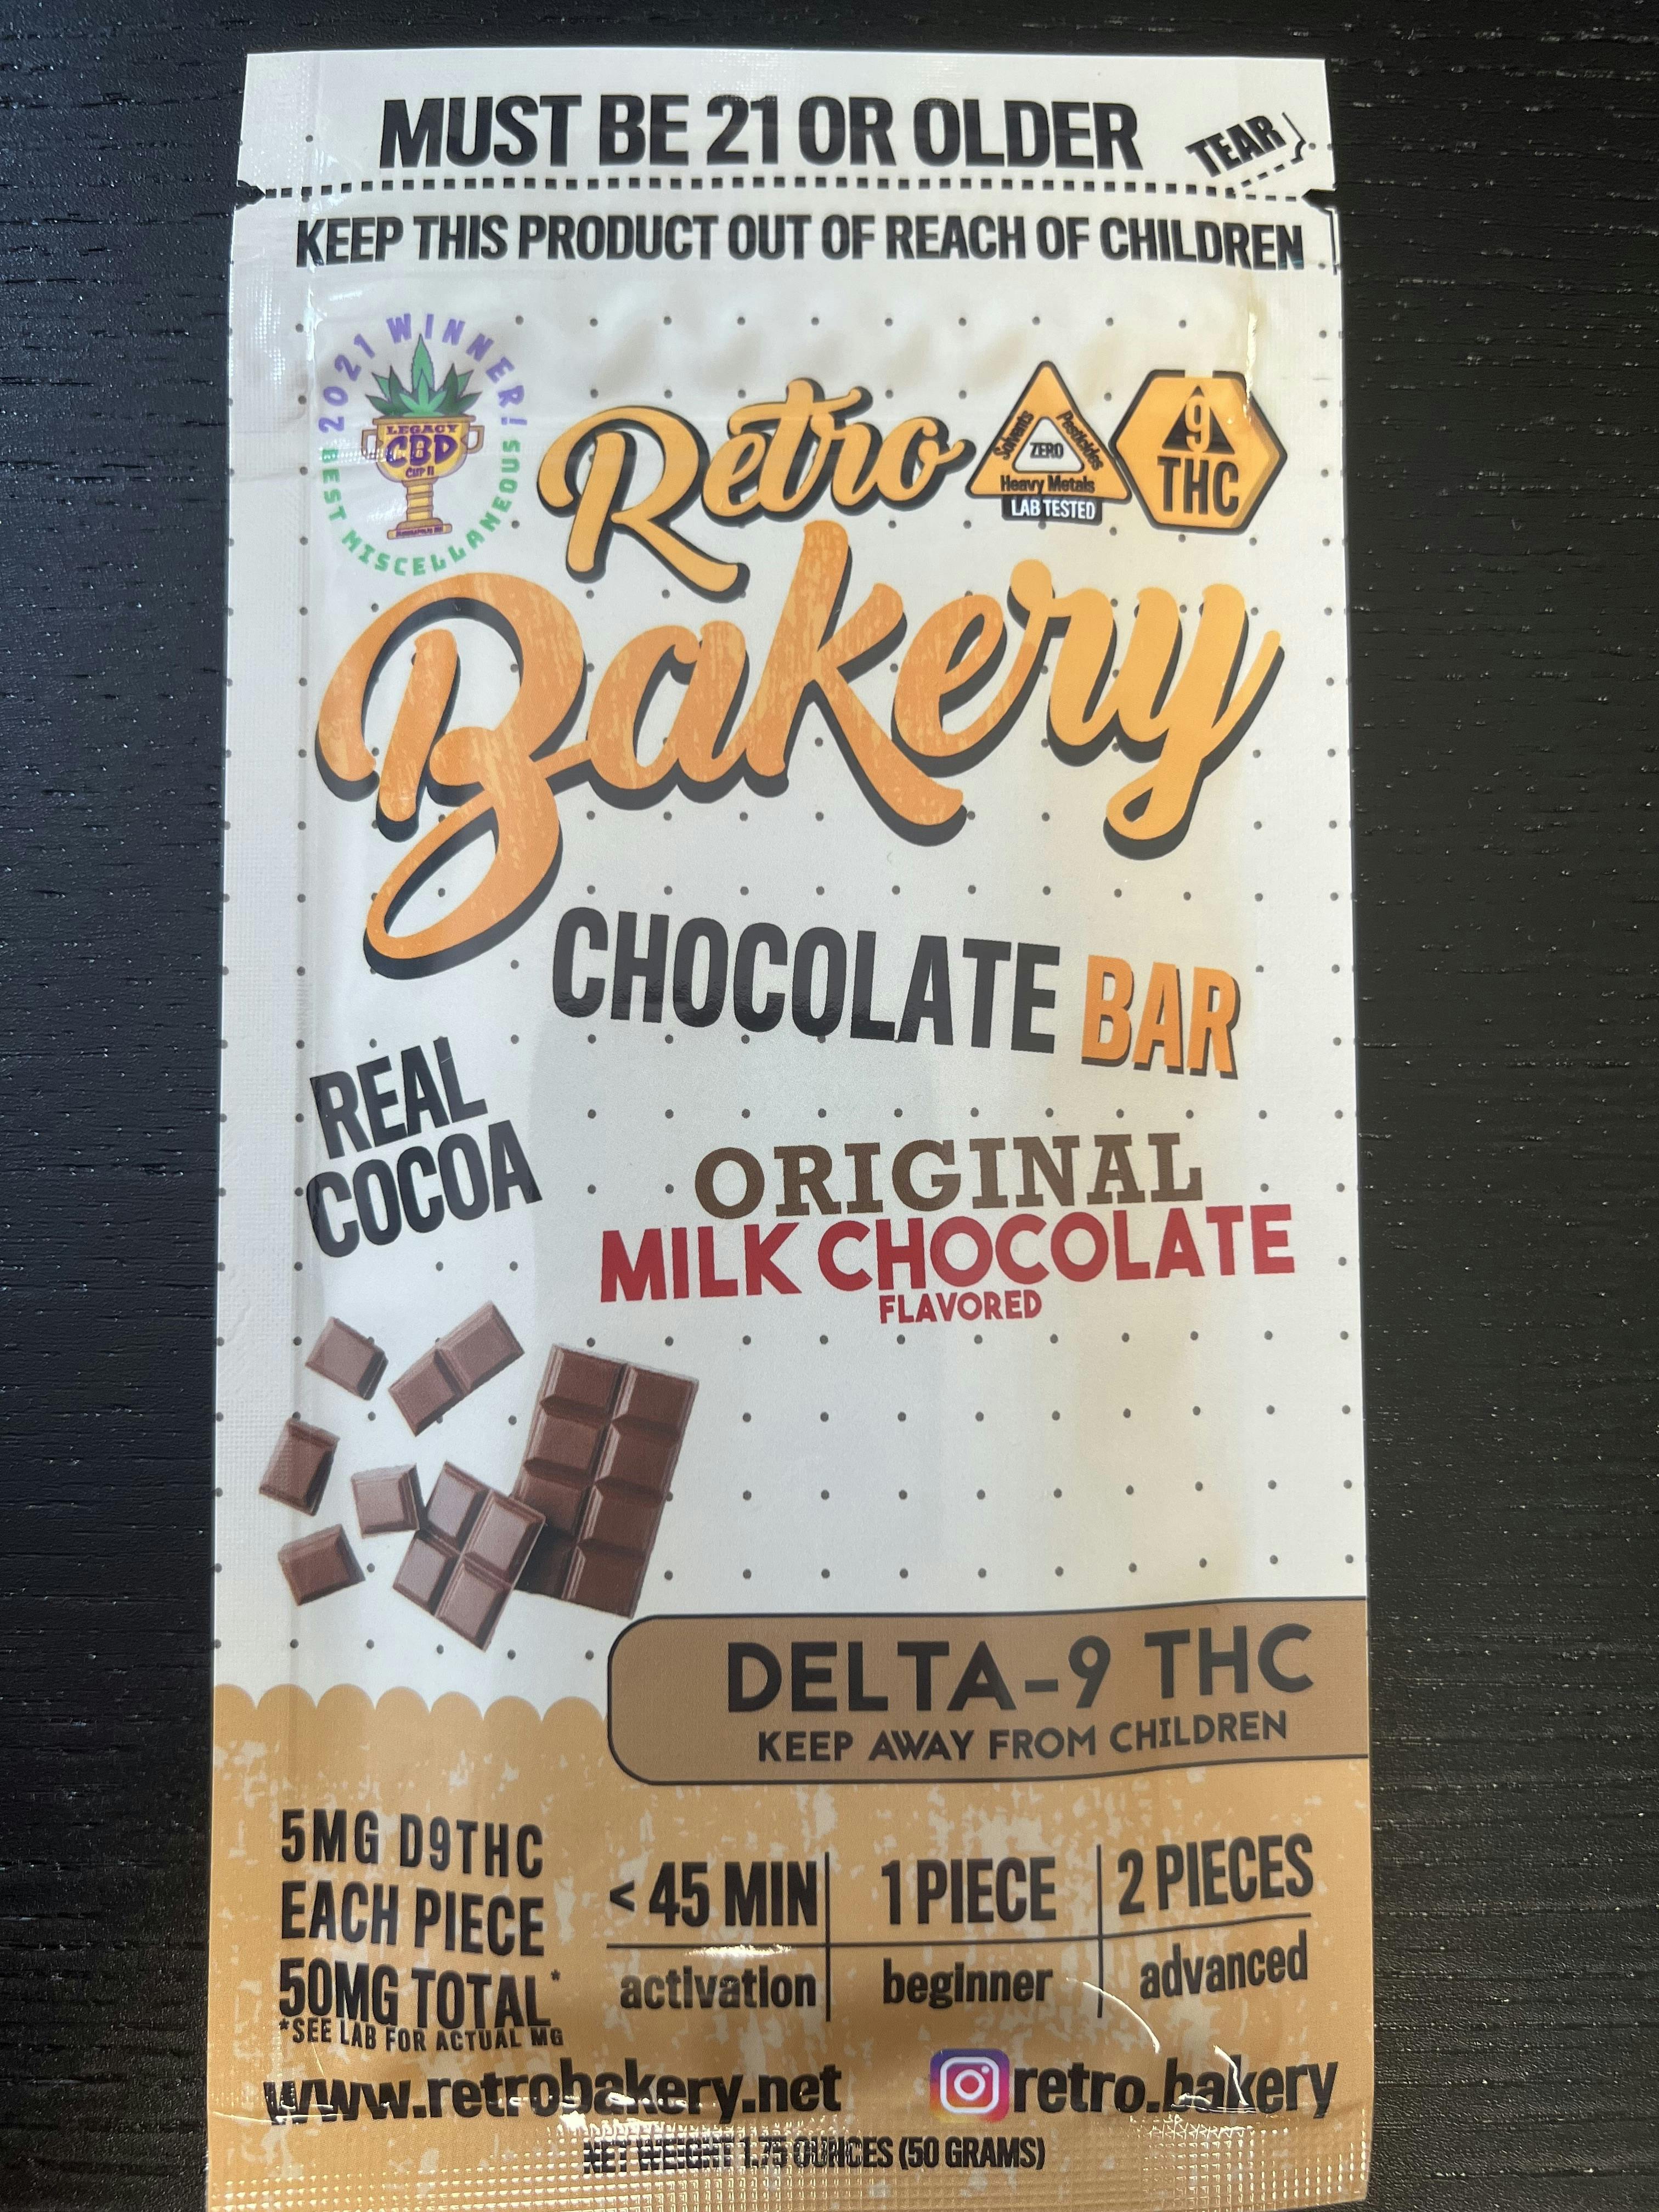 MUST BE 21 OR OLDER
TEAR
KEEP THIS PRODUCT OUT OF REACH OF CHILDREN
2021 WINNER!
BEST MISCELLANEOUS
LEGACY
CBD
CUP II
Retro
Bakery
Solvents
Pesticides
ZERO
Heavy Metals
LAB TESTED
9
THC
CHOCOLATE BAR
REAL
COCOA
ORIGINAL
MILK CHOCOLATE
FLAVORED
DELTA-9 THC
KEEP AWAY FROM CHILDREN
5MG D9THC
EACH PIECE
50MG TOTAL*
*SEE LAB FOR ACTUAL MG
< 45 MIN
activation
1 PIECE
beginner
2 PIECES
advanced
www.retrobakery.net
retro.bakery
NET WEIGHT 1.75 OUNCES (50 GRAMS)